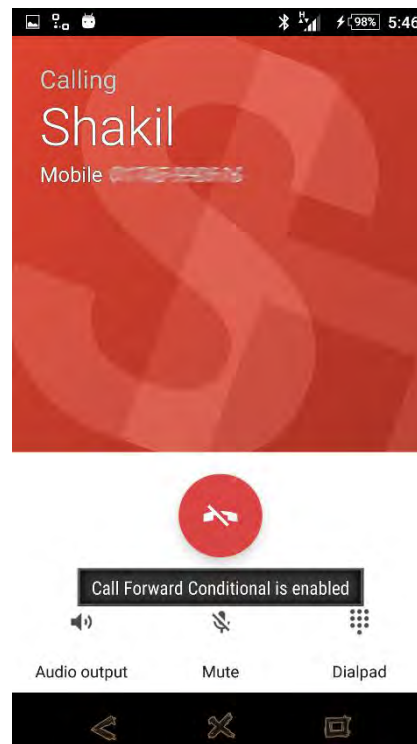 H 98% 5:46
Calling
Shakil
Mobile
Call Forward Conditional is enabled
Audio output Mute Dialpad